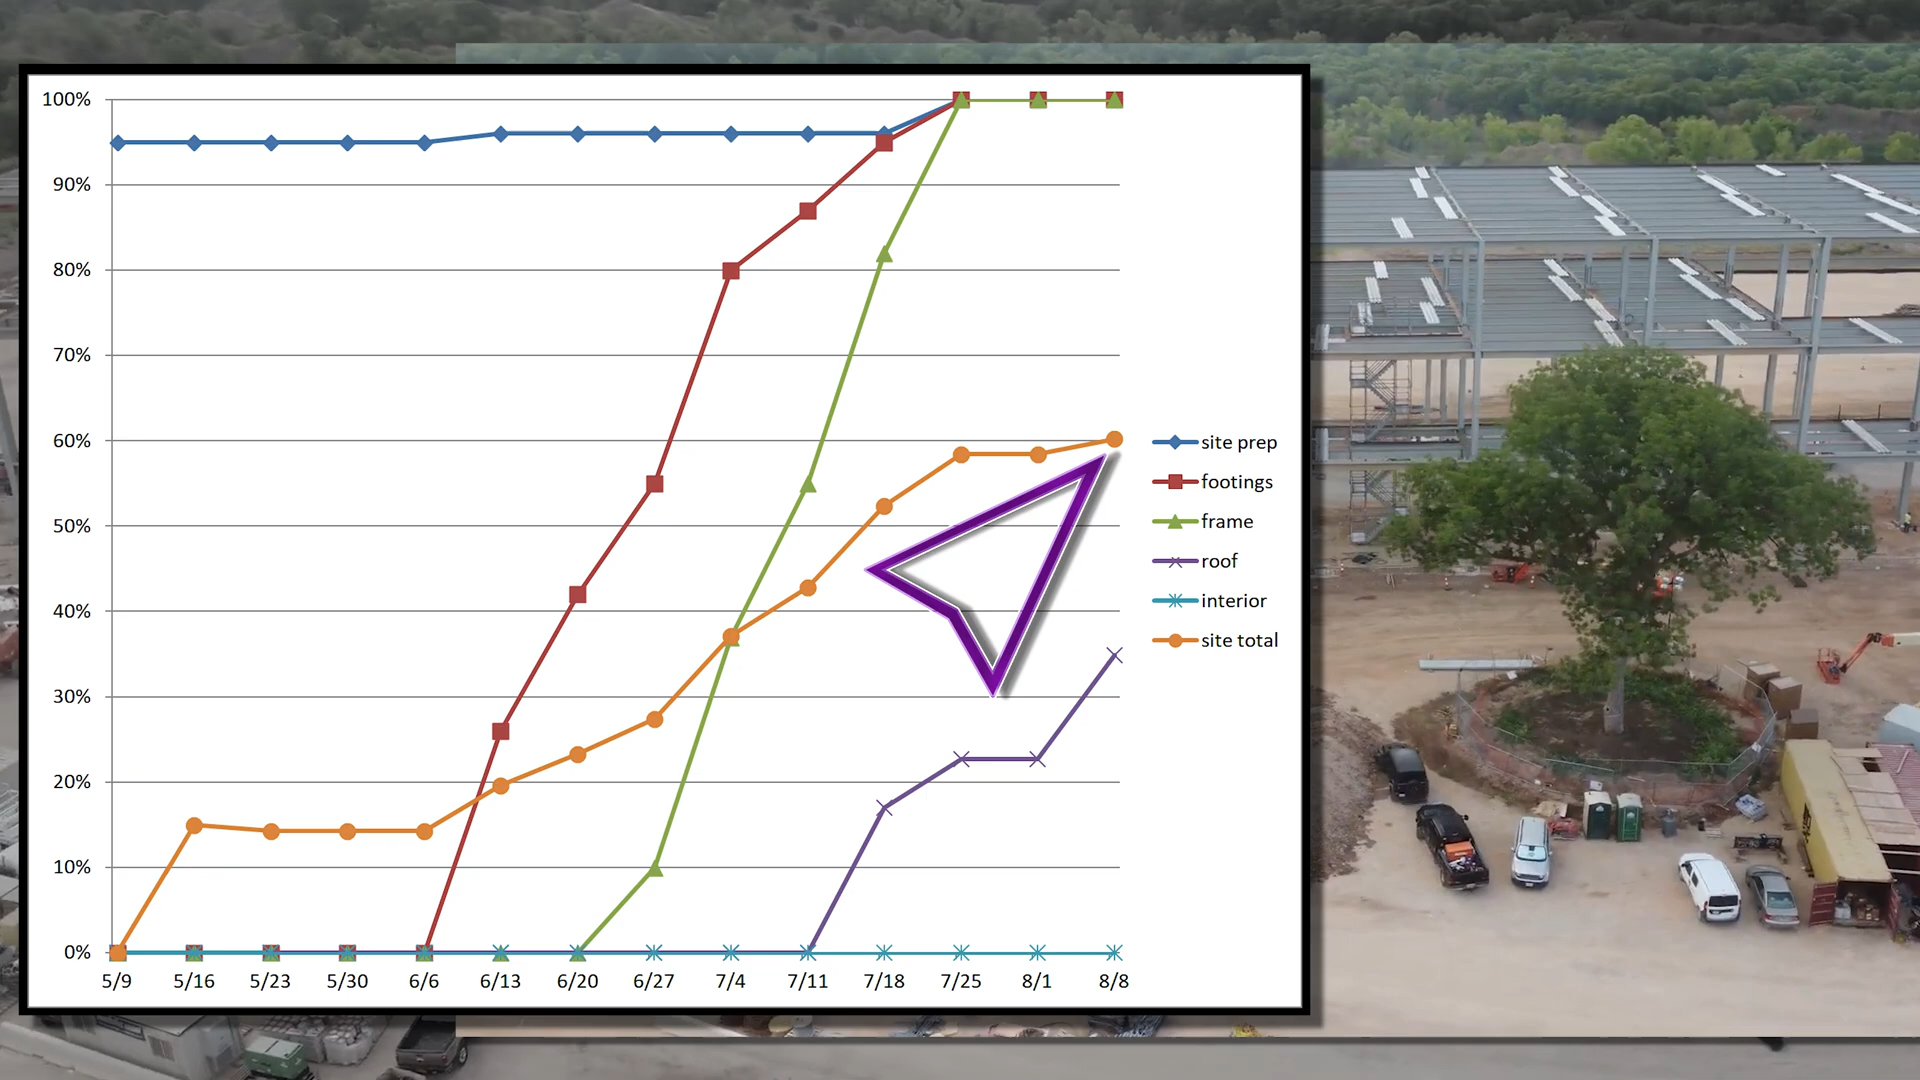 100%
90%
80%
70%
60%
50%
40%
30%
20%
10%
0%
5/9 5/16 5/23 5/30 6/6 6/13 6/20 6/27 7/4 7/11 7/18 7/25 8/1 8/8
site prep
footings
frame
roof
interior
site total